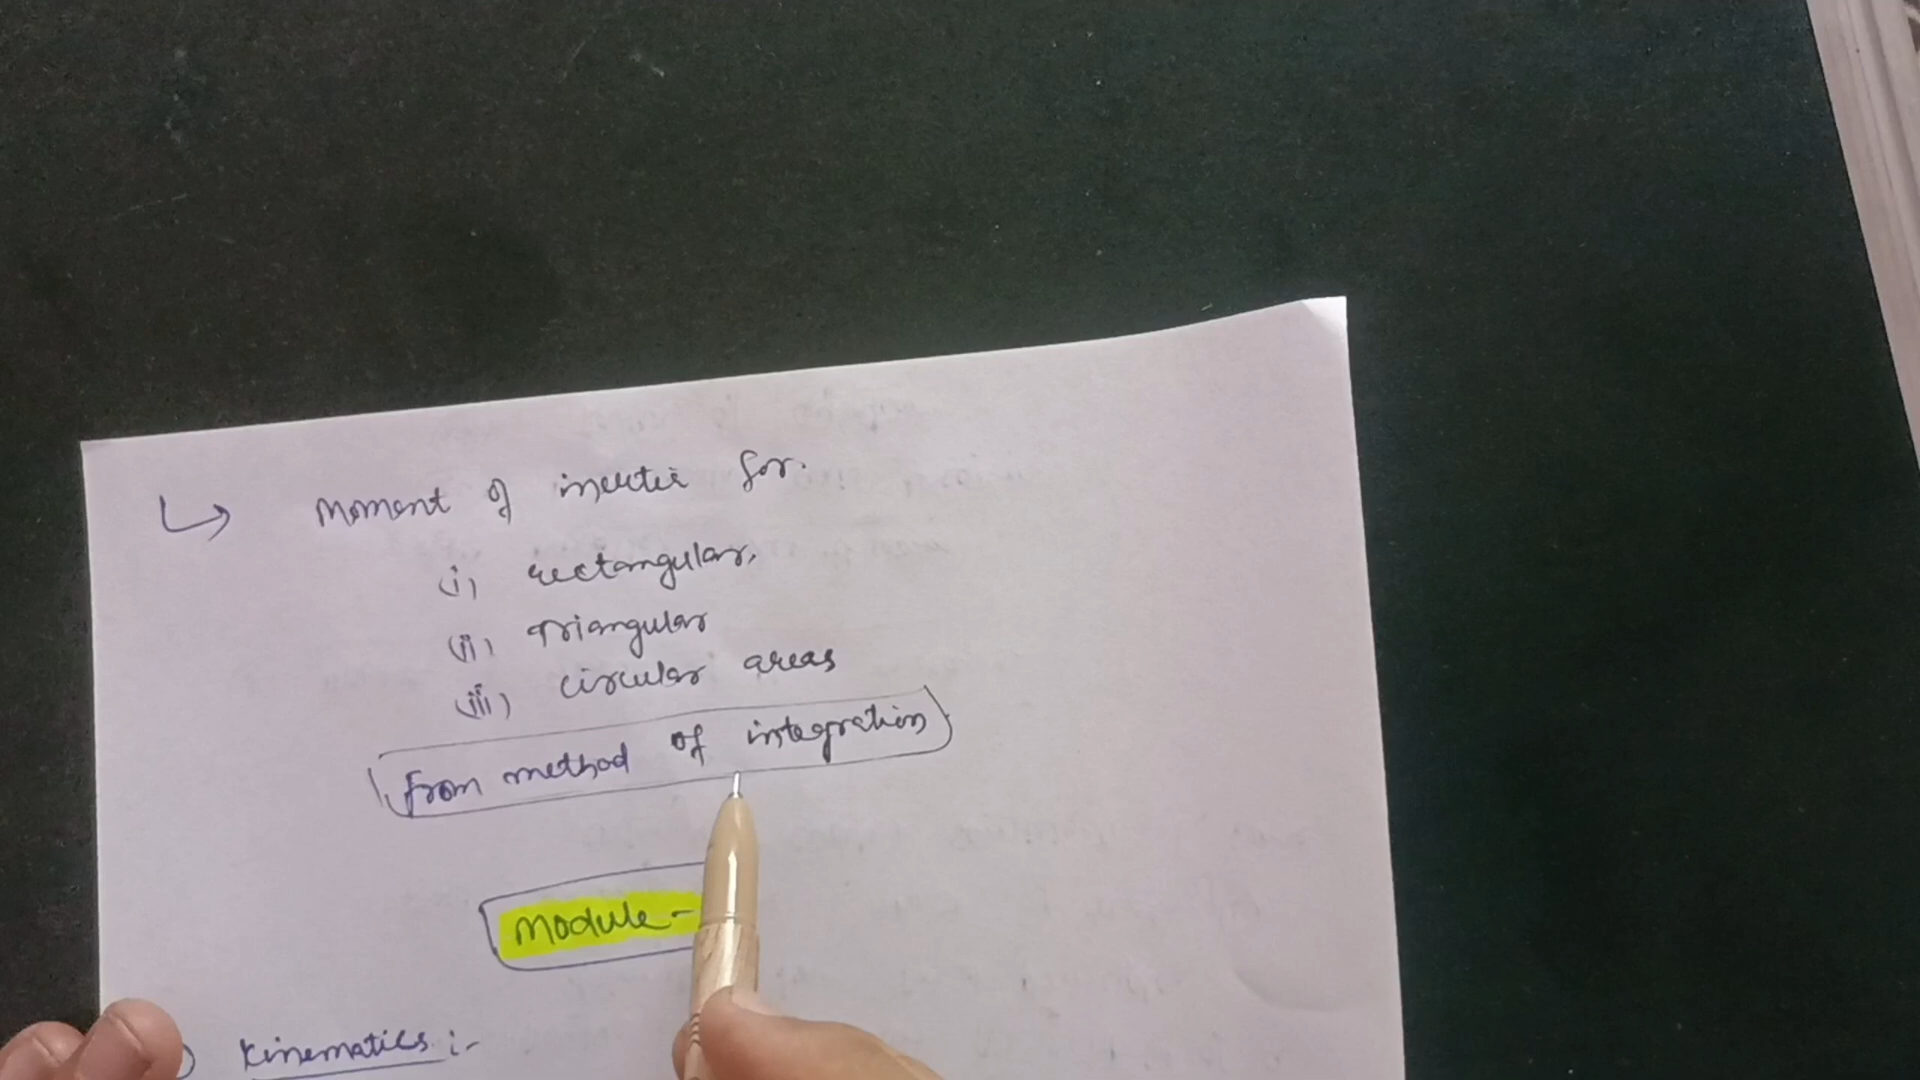 ↳ Moment of inertia for.
(i) rectangular,
(ii) Triangular
(iii) circular areas
from method of integration
Module -
Kinematics :-